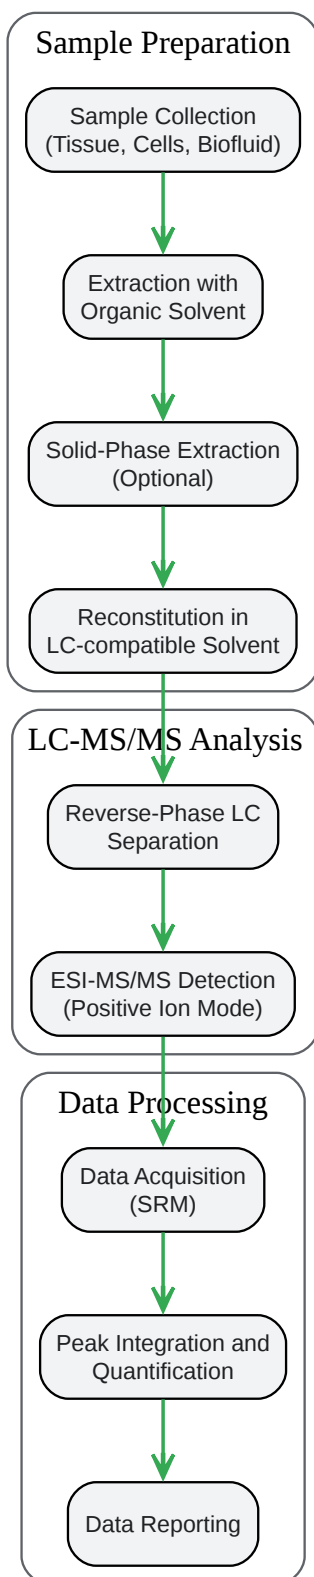 Sample Preparation
Sample Collection
(Tissue, Cells, Biofluid)
Extraction with
Organic Solvent
Solid-Phase Extraction
(Optional)
Reconstitution in
LC-compatible Solvent
LC-MS/MS Analysis
Reverse-Phase LC
Separation
ESI-MS/MS Detection
(Positive Ion Mode)
Data Processing
Data Acquisition
(SRM)
Peak Integration and
Quantification
Data Reporting